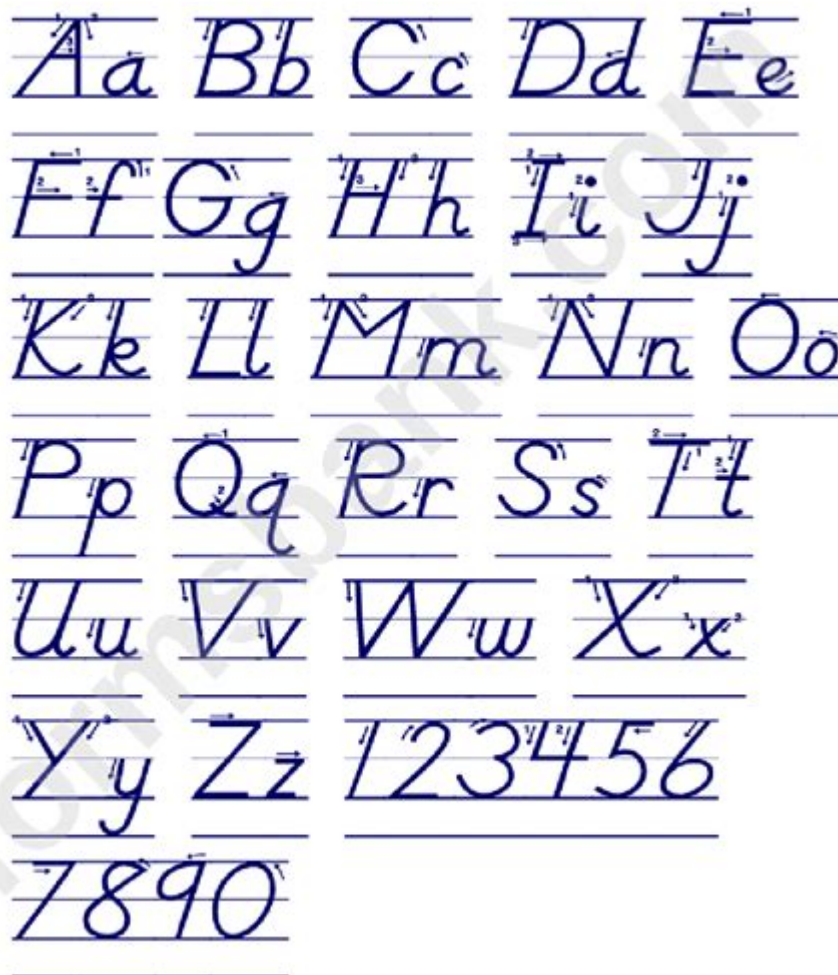 Aa Bb Cc Dd Ee
Ff Gg Hh Ii Jj
Kk Ll Mm Nn Oo
Pp Qq Rr Ss Tt
Uu Vv Ww Xx
Yy Zz 123456
7890